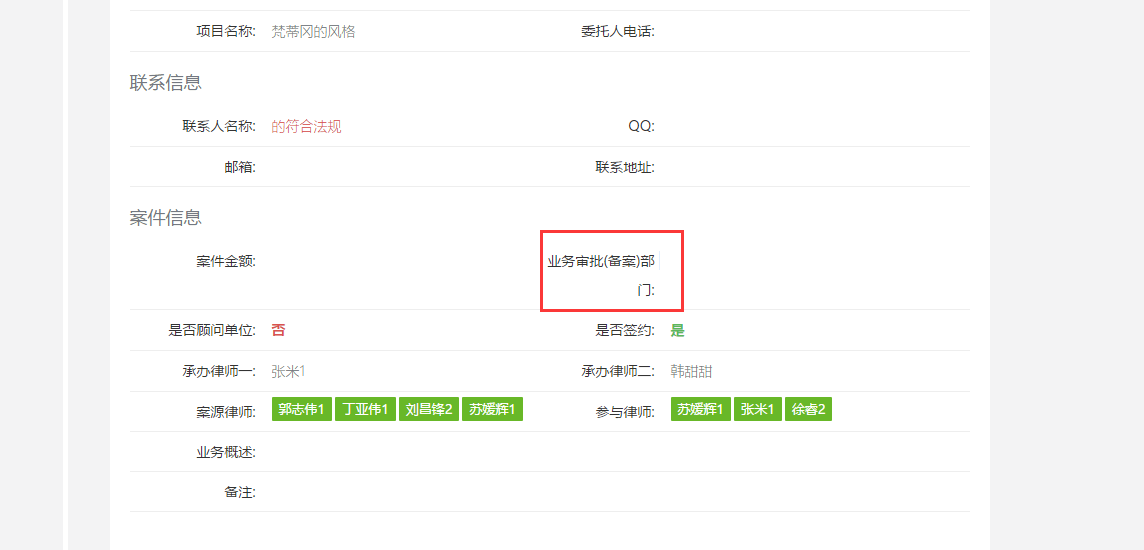 项目名称: 梵蒂冈的风格 委托人电话:
联系信息
联系人名称: 的符合法规 QQ:
邮箱: 联系地址:
案件信息
案件金额: 业务审批(备案)部
门:
是否顾问单位: 否 是否签约: 是
承办律师一: 张米1 承办律师二: 韩甜甜
案源律师: 郭志伟1 丁亚伟1 刘昌锋2 苏媛辉1 参与律师: 苏媛辉1 张米1 徐睿2
业务概述:
备注: